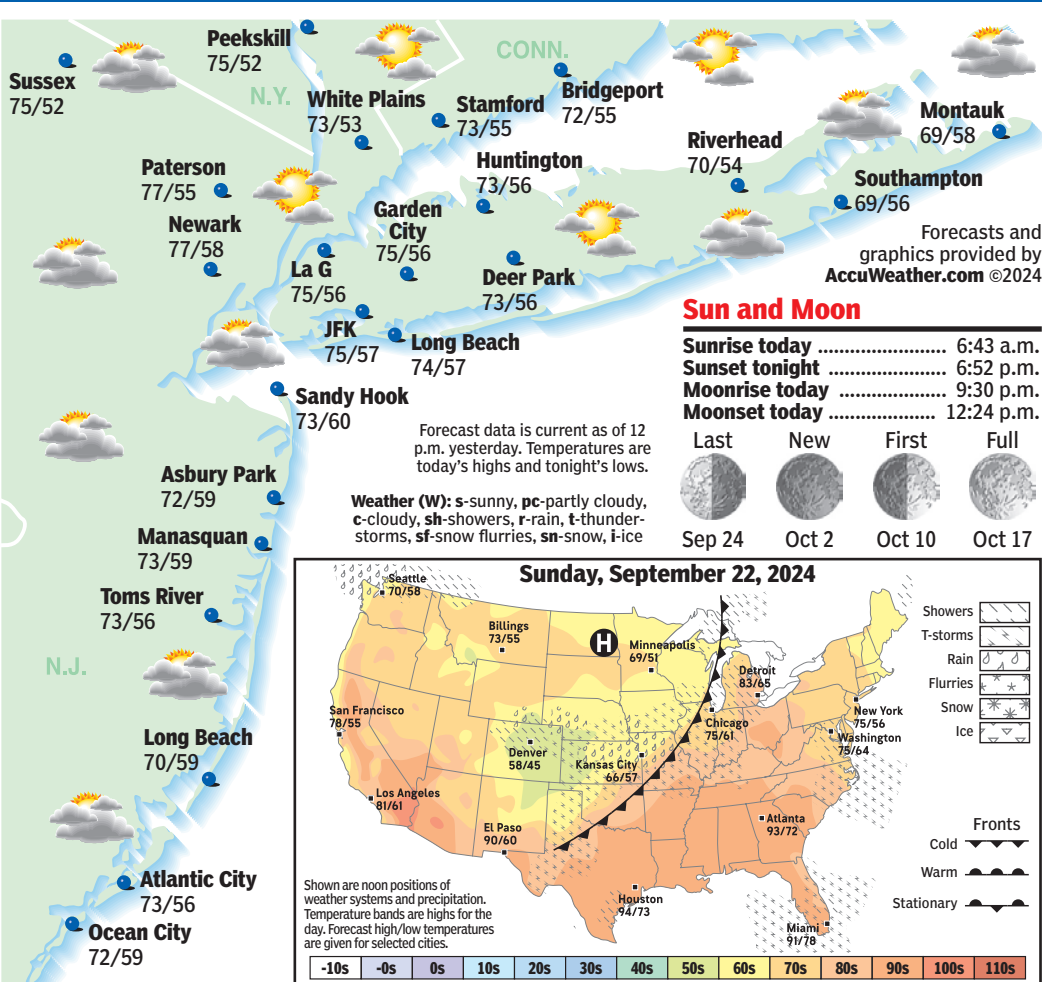 Peekskill
75/52
CONN.
Sussex
75/52
N.Y.
White Plains
73/53
Stamford
73/55
Bridgeport
72/55
Montauk
69/58
Riverhead
70/54
Huntington
73/56
Paterson
77/55
Southampton
69/56
Garden
City
75/56
Newark
77/58
La G
75/56
Deer Park
73/56
JFK
75/57
Long Beach
74/57
Forecasts and
graphics provided by
AccuWeather.com ©2024
Sun and Moon
Sunrise today ........................ 6:43 a.m.
Sunset tonight ...................... 6:52 p.m.
Moonrise today .................... 9:30 p.m.
Moonset today .................... 12:24 p.m.
Last New First Full
Sep 24 Oct 2 Oct 10 Oct 17
Sandy Hook
73/60
Forecast data is current as of 12
p.m. yesterday. Temperatures are
today's highs and tonight's lows.
Weather (W): s-sunny, pc-partly cloudy,
c-cloudy, sh-showers, r-rain, t-thunder-
storms, sf-snow flurries, sn-snow, i-ice
Asbury Park
72/59
Manasquan
73/59
Toms River
73/56
N.J.
Long Beach
70/59
Atlantic City
73/56
Ocean City
72/59
Sunday, September 22, 2024
Seattle
70/58
Billings
73/55
H
Minneapolis
69/51
Detroit
83/65
San Francisco
78/55
New York
75/56
Chicago
75/61
Washington
75/64
Denver
58/45
Kansas City
66/57
Los Angeles
81/61
El Paso
90/60
Atlanta
93/72
Houston
94/73
Miami
91/78
Showers
T-storms
Rain
Flurries
Snow
Ice
Fronts
Cold
Warm
Stationary
Shown are noon positions of
weather systems and precipitation.
Temperature bands are highs for the
day. Forecast high/low temperatures
are given for selected cities.
-10s -0s 0s 10s 20s 30s 40s 50s 60s 70s 80s 90s 100s 110s